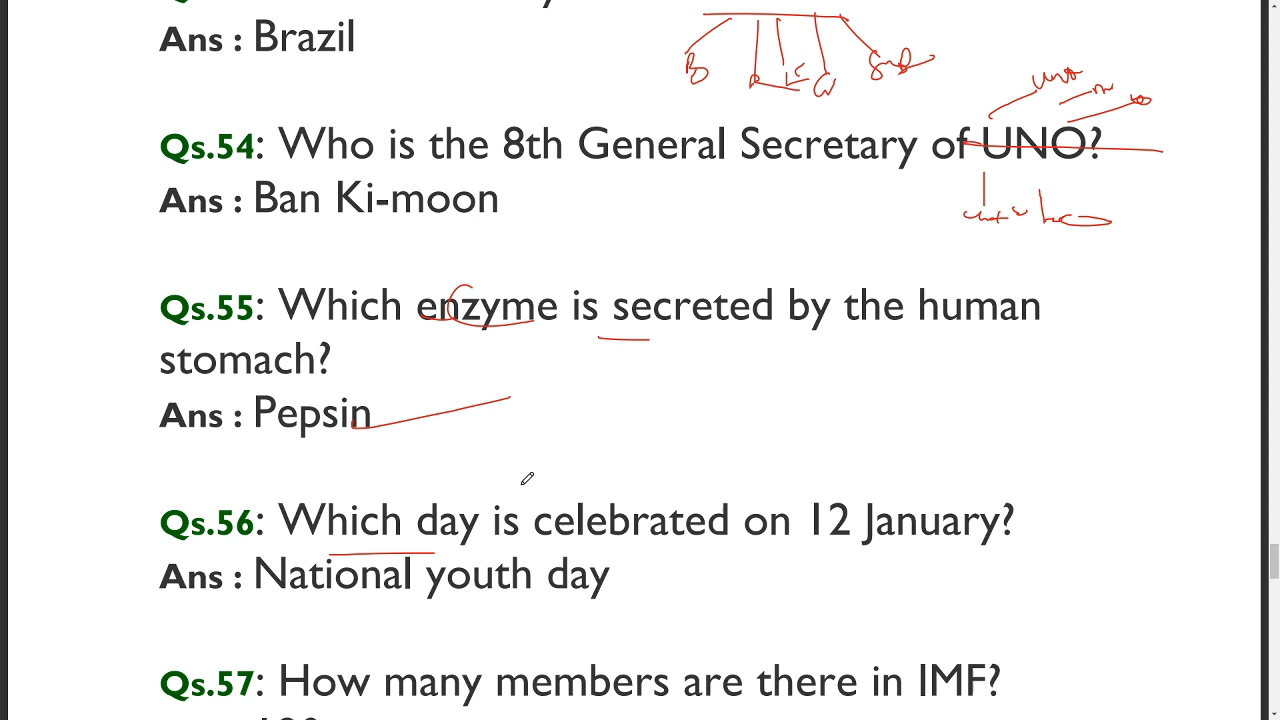 Ans : Brazil
Qs.54: Who is the 8th General Secretary of UNO?
Ans : Ban Ki-moon
Qs.55: Which enzyme is secreted by the human
stomach?
Ans : Pepsin
Qs.56: Which day is celebrated on 12 January?
Ans : National youth day
Qs.57: How many members are there in IMF?